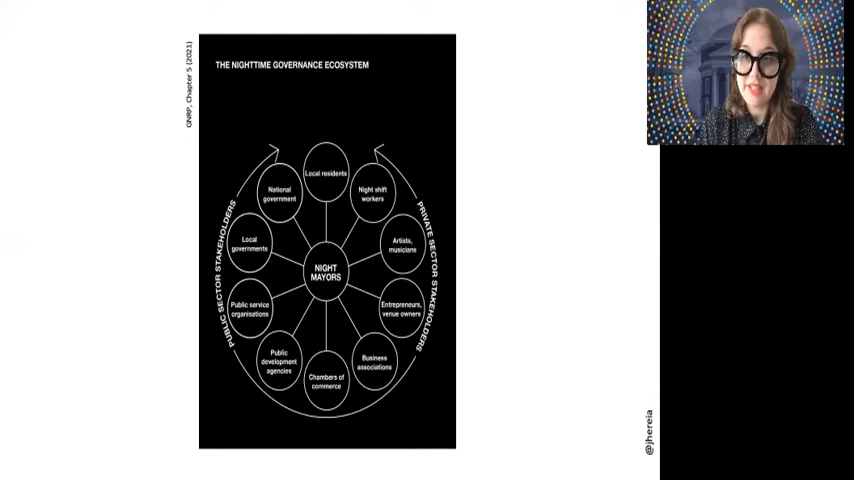 GNRP, Chapter 5 (2021)
THE NIGHTTIME GOVERNANCE ECOSYSTEM
Local residents
National
government
Night shift
workers
Local
governments
Artists,
musicians
NIGHT
MAYORS
Public service
organisations
Entrepreneurs,
venue owners
Public
development
agencies
Business
associations
Chambers of
commerce
PUBLIC SECTOR STAKEHOLDERS
PRIVATE SECTOR STAKEHOLDERS
@jhereia